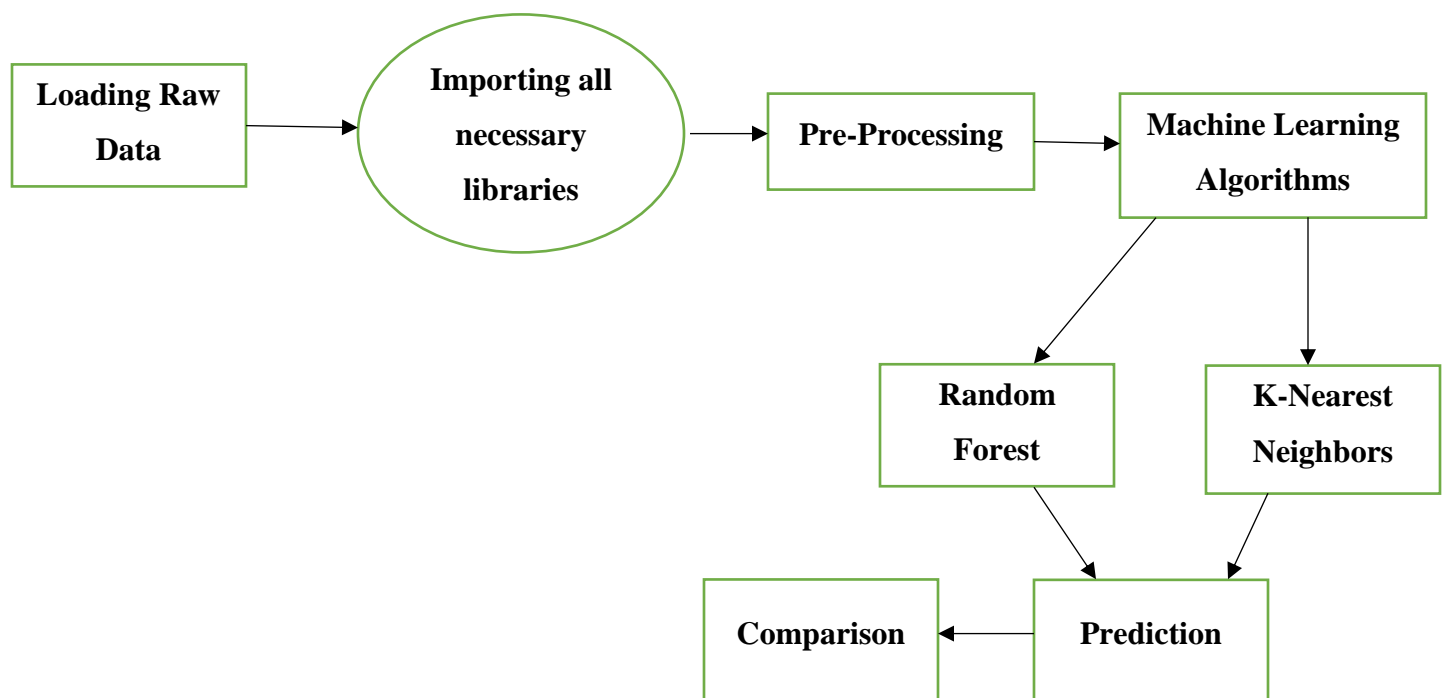 Loading Raw
Data
Importing all
necessary
libraries
Pre-Processing
Machine Learning
Algorithms
Random
Forest
K-Nearest
Neighbors
Comparison
Prediction